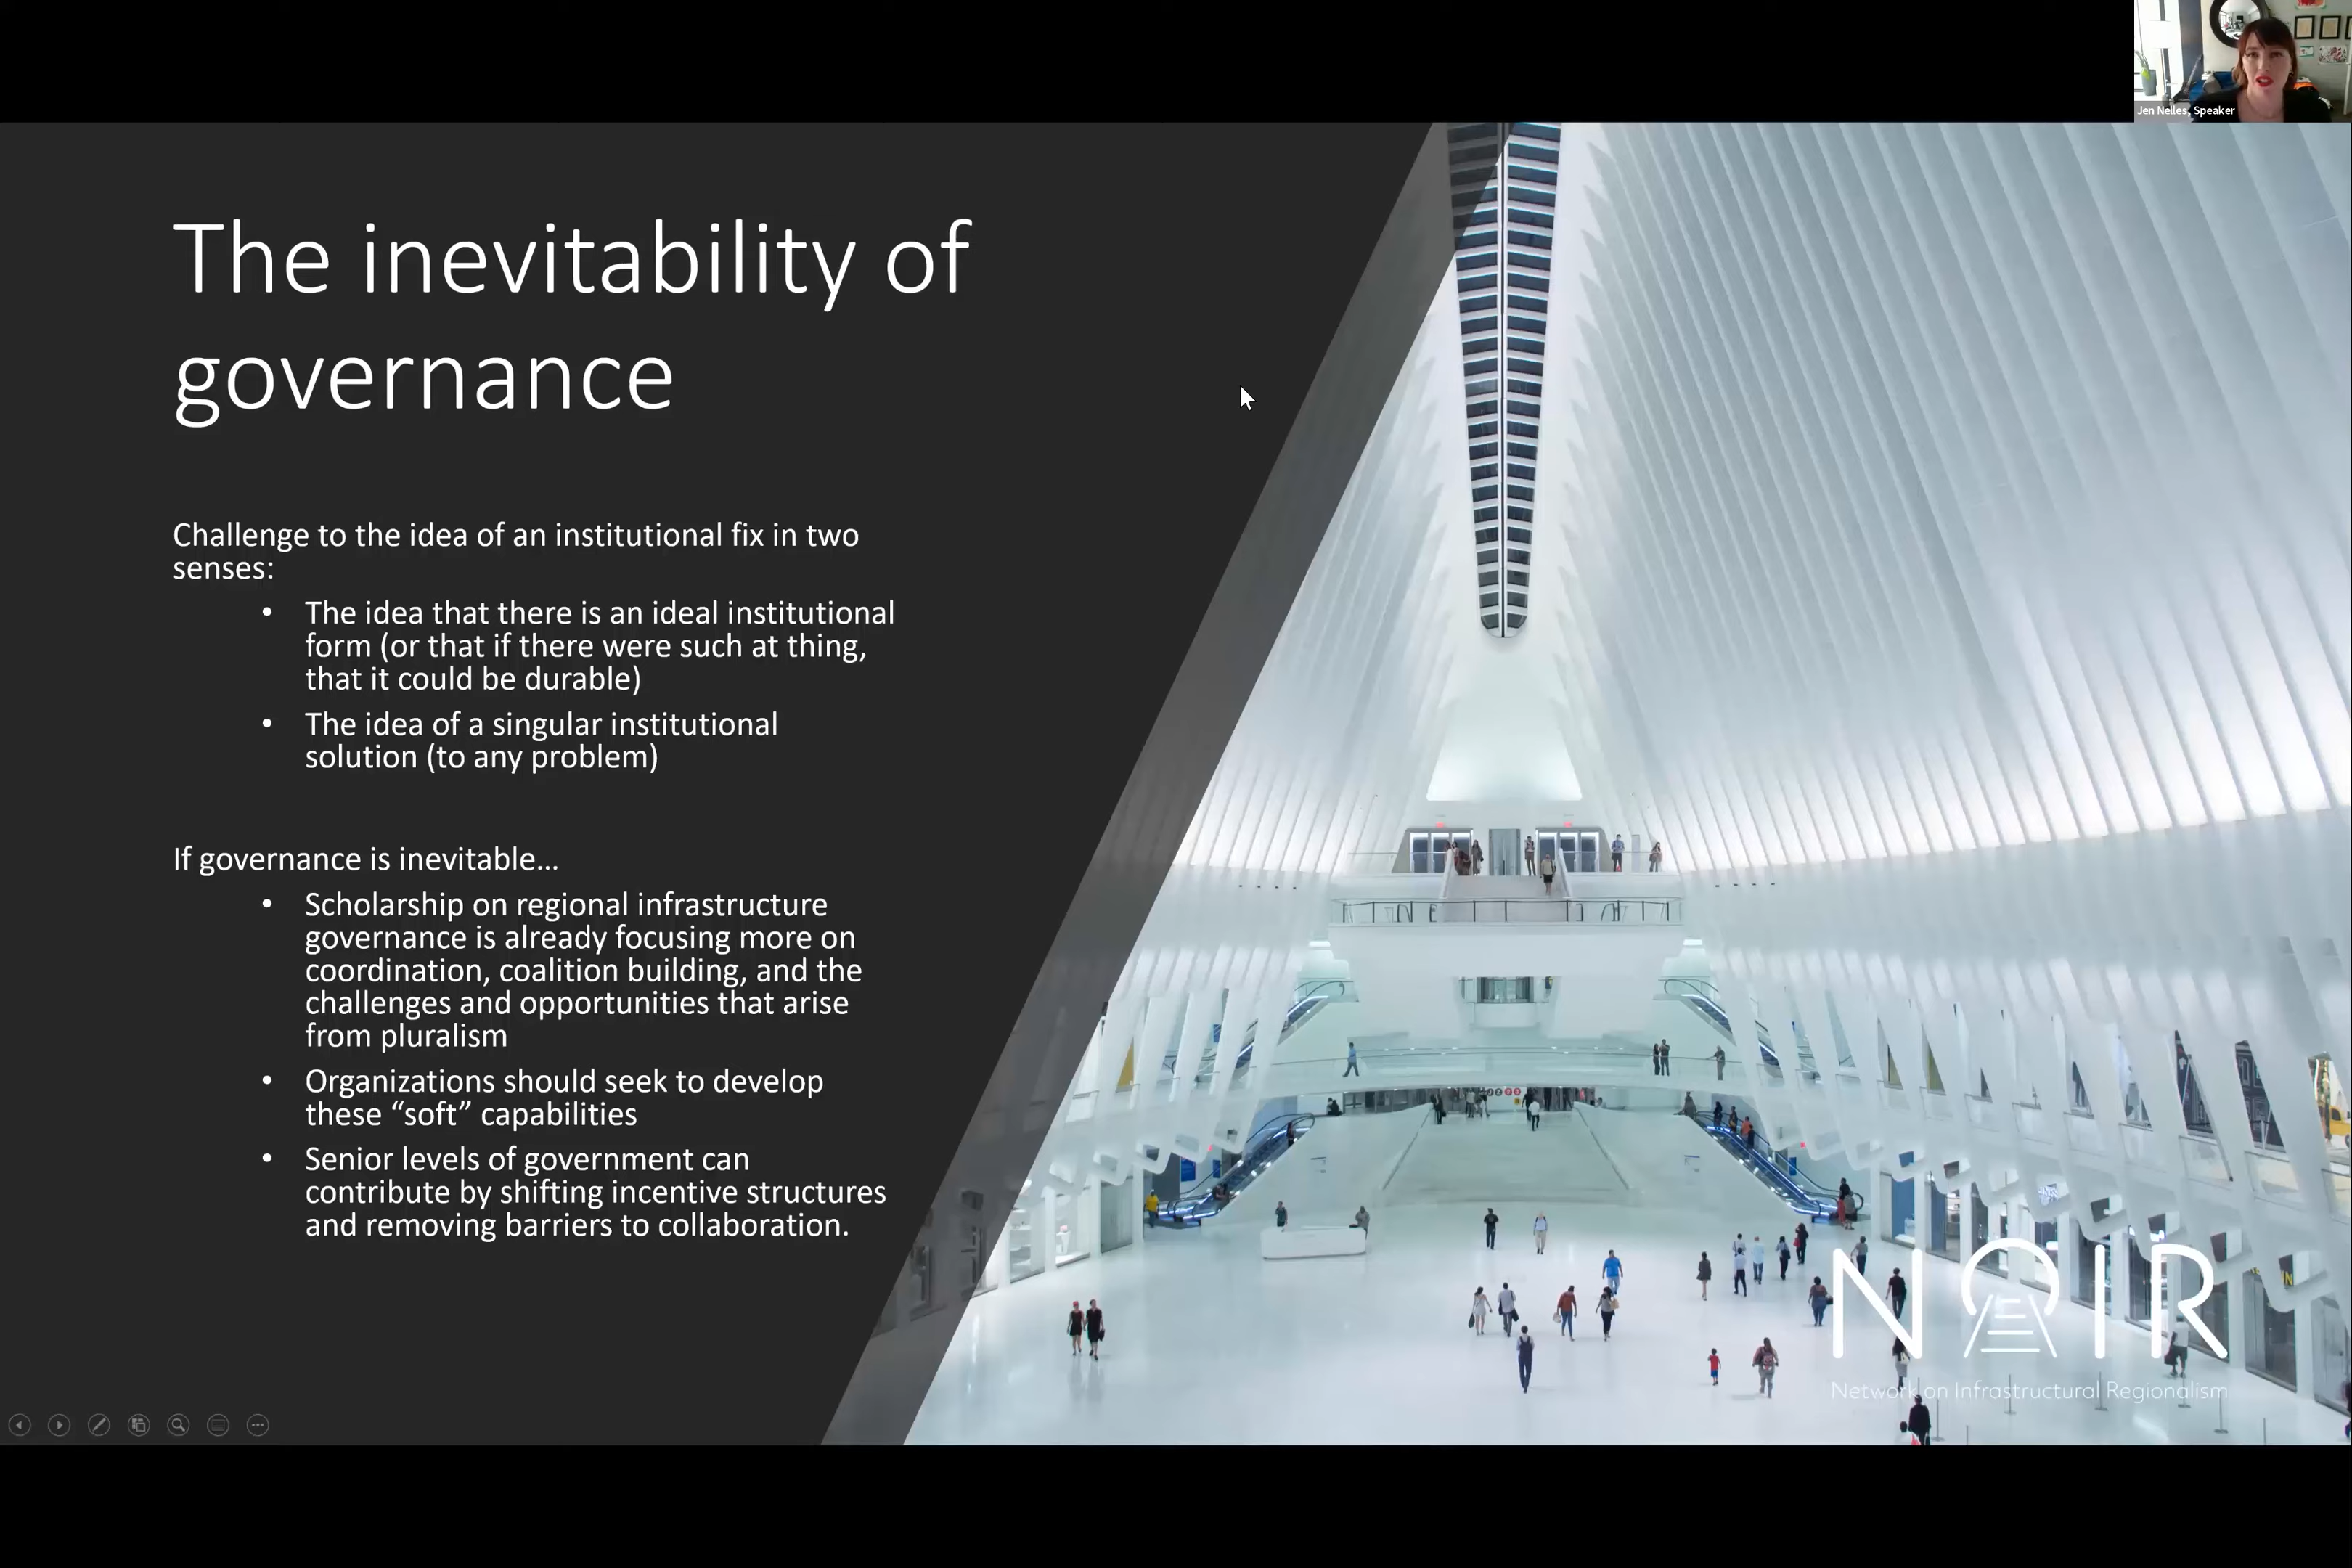 Jen Nelles, Speaker
The inevitability of
governance
Challenge to the idea of an institutional fix in two
senses:
• The idea that there is an ideal institutional
form (or that if there were such at thing,
that it could be durable)
• The idea of a singular institutional
solution (to any problem)
If governance is inevitable...
• Scholarship on regional infrastructure
governance is already focusing more on
coordination, coalition building, and the
challenges and opportunities that arise
from pluralism
• Organizations should seek to develop
these “soft” capabilities
• Senior levels of government can
contribute by shifting incentive structures
and removing barriers to collaboration.
NOIR
Network on Infrastructural Regionalism